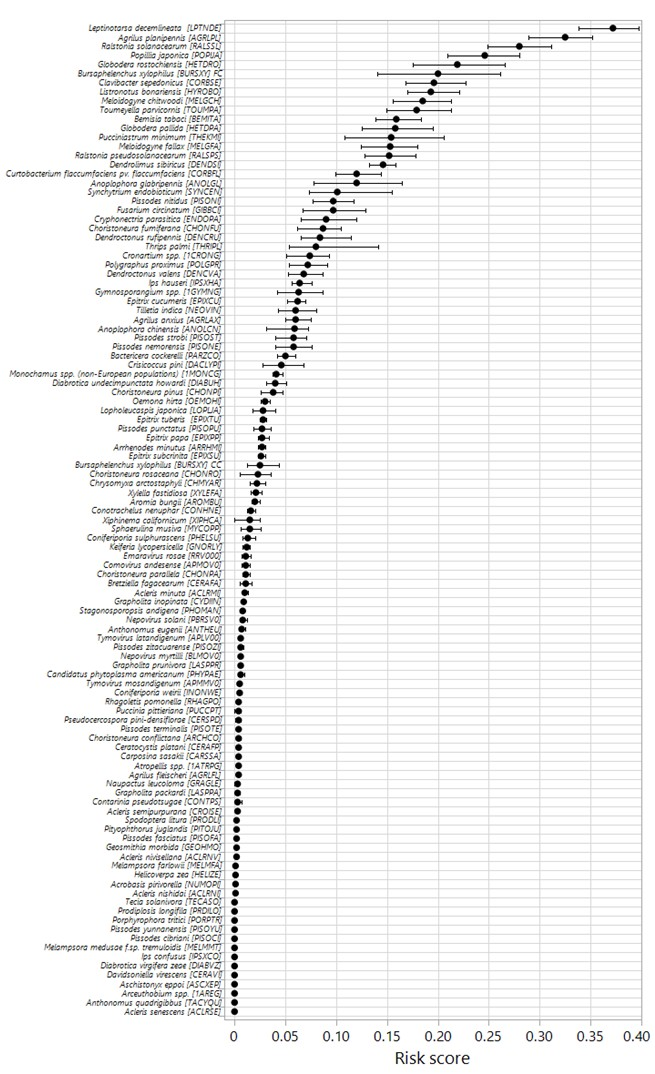 Leptinotarsa decemlineata [LPTNDE]
Agrilus planipennis [AGRLPL]
Ralstonia solanacearum [RALSSL]
Popillia japonica [POPIJA]
Globodera rostochiensis [HETDRO]
Bursaphelenchus xylophilus [BURSXY] FC
Clavibacter sepedonicus [CORBSE]
Listronotus bonariensis [HYROBO]
Meloidogyne chitwoodi [MELGCH]
Toumeyella parvicornis [TOUMPA]
Bemisia tabaci [BEMITA]
Globodera pallida [HETDPA]
Pucciniastrum minimum [THEKMI]
Meloidogyne fallax [MELGFA]
Ralstonia pseudosolanacearum [RALSPS]
Dendrolimus sibiricus [DENDSI]
Curtobacterium flaccumfaciens pv. flaccumfaciens [CORBFL]
Anoplophora glabripennis [ANOLGL]
Synchytrium endobioticum [SYNCEN]
Pissodes nitidus [PISONI]
Fusarium circinatum [GIBBCI]
Cryphonectria parasitica [ENDOPA]
Choristoneura fumiferana [CHONFU]
Dendroctonus rufipennis [DENCRU]
Thrips palmi [THRIPL]
Cronartium spp. [1CRONG]
Polygraphus proximus [POLGPR]
Dendroctonus valens [DENCVA]
Ips hauseri [IPSXHA]
Gymnosporangium spp. [1GYMNG]
Epitrix cucumeris [EPIXCU]
Tilletia indica [NEOVIN]
Agrilus anxius [AGRLAX]
Anoplophora chinensis [ANOLCN]
Pissodes strobi [PISOST]
Pissodes nemorensis [PISONE]
Bactericera cockerelli [PARZCO]
Crisicoccus pini [DACLPI]
Monochamus spp. (non-European populations) [1MONCG]
Diabrotica undecimpunctata howardi [DIABUH]
Choristoneura pinus [CHONPI]
Oemona hirta [OEMOHI]
Lopholeucaspis japonica [LOPLJA]
Epitrix tuberis [EPIXTU]
Pissodes punctatus [PISOPU]
Epitrix papa [EPIXPP]
Arrhenodes minutus [ARRHMI]
Epitrix subcrinita [EPIXSU]
Bursaphelenchus xylophilus [BURSXY] CC
Choristoneura rosaceana [CHONRO]
Chrysomyxa arctostaphyli [CHMYAR]
Xylella fastidiosa [XYLEFA]
Aromia bungii [AROMBU]
Conotrachelus nenuphar [CONHNE]
Xiphinema californicum [XIPHCA]
Sphaerulina musiva [MYCOPP]
Coniferiporia sulphurascens [PHELSU]
Keiferia lycopersicella [GNORLY]
Emaravirus rosae [RRV000]
Comovirus andesense [APMOV0]
Choristoneura parallela [CHONPA]
Bretziella fagacearum [CERAFA]
Acleris minuta [ACLRMI]
Grapholita inopinata [CYDIIN]
Stagonosporopsis andigena [PHOMAN]
Nepovirus solani [PBRSV0]
Anthonomus eugenii [ANTHEU]
Tymovirus latandigenum [APLV00]
Pissodes zitacuarense [PISOZI]
Nepovirus myrtilli [BLMOV0]
Grapholita prunivora [LASPPR]
Candidatus phytoplasma americanum [PHYPAE]
Tymovirus mosandigenum [APMMV0]
Coniferiporia weirii [INONWE]
Rhagoletis pomonella [RHAGPO]
Puccinia pittieriana [PUCCPT]
Pseudocercospora pini-densiflorae [CERSPD]
Pissodes terminalis [PISOTE]
Choristoneura conflictana [ARCHCO]
Ceratocystis platani [CERAFP]
Carposina sasakii [CARSSA]
Atropellis spp. [1ATRPG]
Agrilus fleischeri [AGRLFL]
Naupactus leucoloma [GRAGLE]
Grapholita packardi [LASPPA]
Contarinia pseudotsugae [CONTPS]
Acleris semipurpurana [CROISE]
Spodoptera litura [PRODLI]
Pityophthorus juglandis [PITOJU]
Pissodes fasciatus [PISOFA]
Geosmithia morbida [GEOHMO]
Acleris nivisellana [ACLRNV]
Melampsora farlowii [MELMFA]
Helicoverpa zea [HELIZE]
Acrobasis pirivorella [NUMOPI]
Acleris nishidai [ACLRNI]
Tecia solanivora [TECASO]
Prodiplosis longifila [PRDILO]
Porphyrophora tritici [PORPTR]
Pissodes yunnanensis [PISOYU]
Pissodes cibriani [PISOCI]
Melampsora medusae f.sp. tremuloidis [MELMMT]
Ips confusus [IPSXCO]
Diabrotica virgifera zeae [DIABVZ]
Davidsoniella virescens [CERAVI]
Aschistonyx eppoi [ASCXEP]
Arceuthobium spp. [1AREG]
Anthonomus quadrigibbus [TACYQU]
Acleris senescens [ACLRSE]
0 0.05 0.10 0.15 0.20 0.25 0.30 0.35 0.40
Risk score